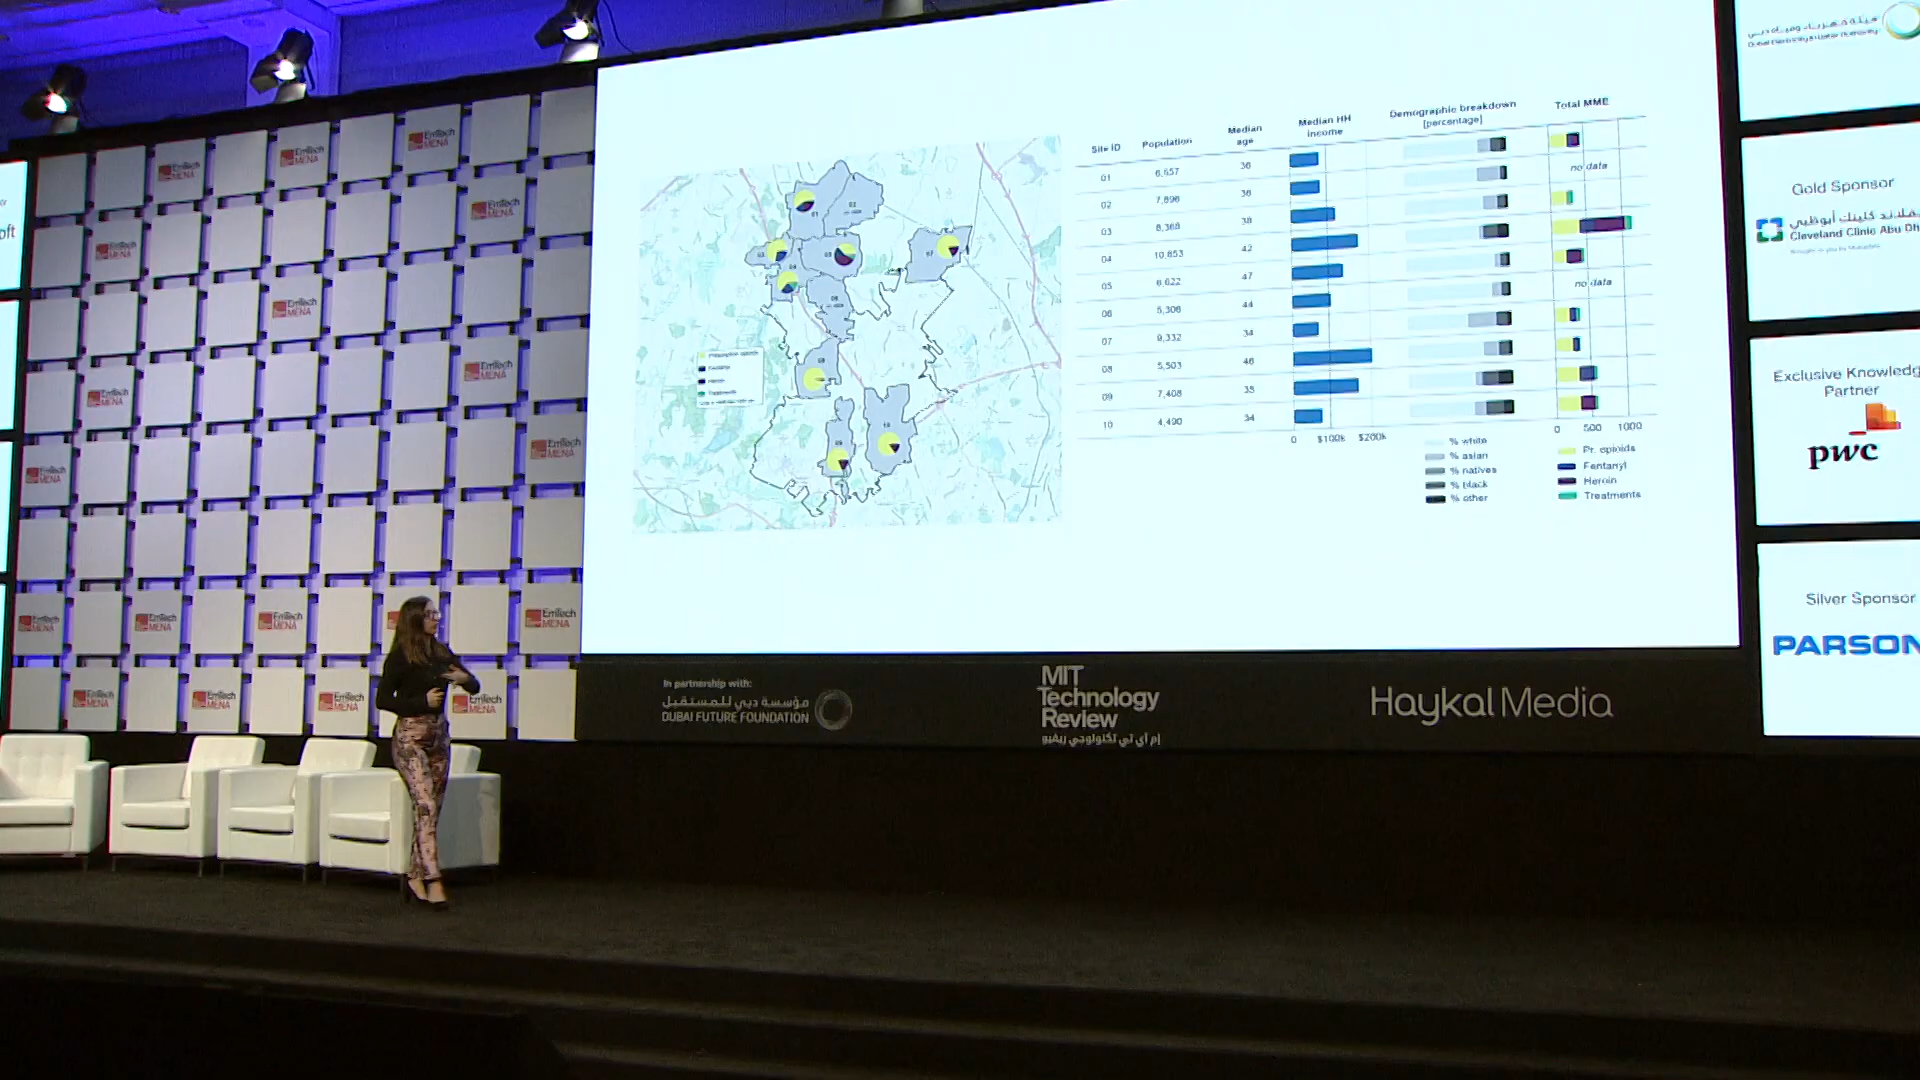 EmTech
MENA
Site ID
Population
Median
age
Median HH
income
Demographic breakdown
[percentage]
Total MME
01 6,657 36
02 7,896 36 no data
03 8,368 38
04 10,853 42
05 6,622 47
06 5,306 44 no data
07 9,332 34
08 5,503 46
09 7,408 35
10 4,490 34
0 $100k $200k
0 500 1000
% white
% asian
% natives
% black
% other
Pr. opioids
Fentanyl
Heroin
Treatments
In partnership with:
مؤسسة دبي للمستقبل
DUBAI FUTURE FOUNDATION
MIT
Technology
Review
إم آي تي تكنولوجي ريفيو
Haykal Media
Gold Sponsor
Cleveland Clinic Abu Dh
Exclusive Knowledg
Partner
pwc
Silver Sponsor
PARSON